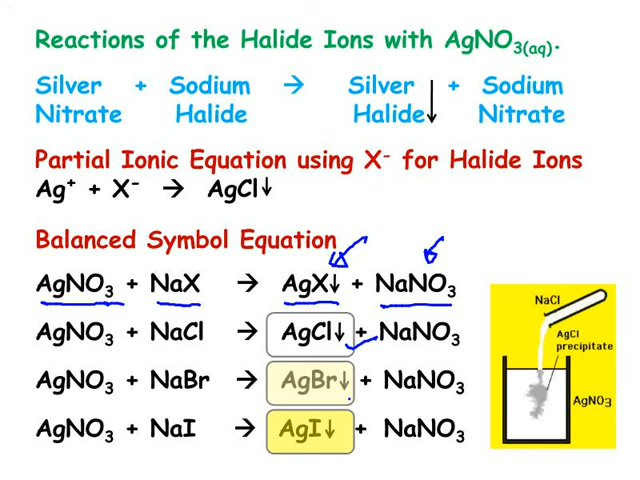 Reactions of the Halide Ions with AgNO₃₍aq₎.
Silver + Sodium → Silver + Sodium
Nitrate Halide Halide↓ Nitrate
Partial Ionic Equation using X⁻ for Halide Ions
Ag⁺ + X⁻ → AgCl↓
Balanced Symbol Equation
AgNO₃ + NaX → AgX↓ + NaNO₃
AgNO₃ + NaCl → AgCl↓ + NaNO₃
AgNO₃ + NaBr → AgBr↓ + NaNO₃
AgNO₃ + NaI → AgI↓ + NaNO₃
NaCl
AgCl
precipitate
AgNO₃